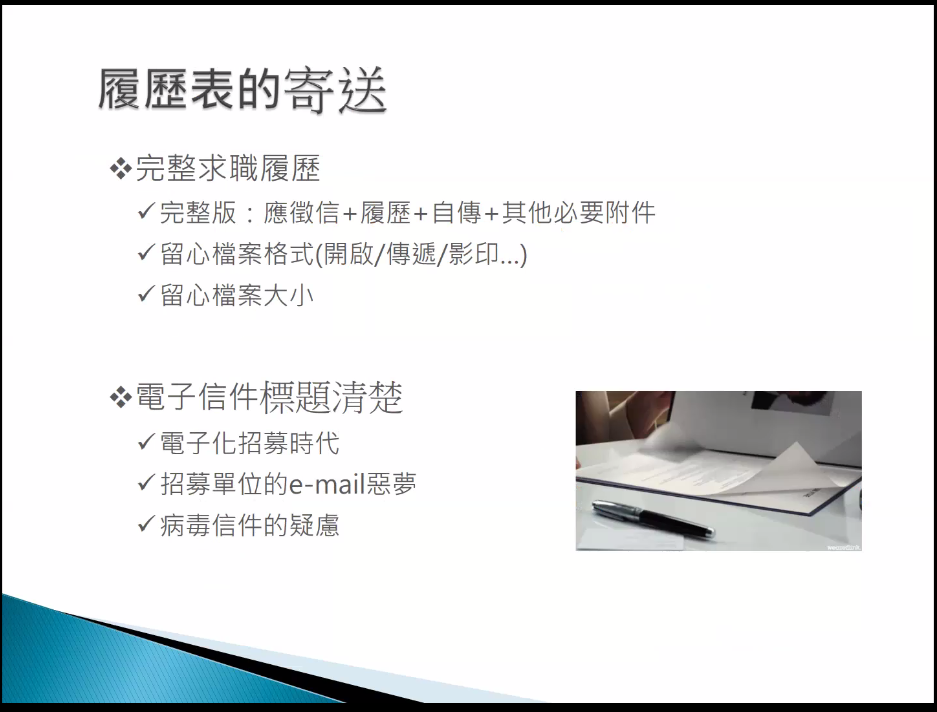 履歷表的寄送
❖完整求職履歷
✓完整版：應徵信+履歷+自傳+其他必要附件
✓留心檔案格式(開啟/傳遞/影印…)
✓留心檔案大小
❖電子信件標題清楚
✓電子化招募時代
✓招募單位的e-mail惡夢
✓病毒信件的疑慮